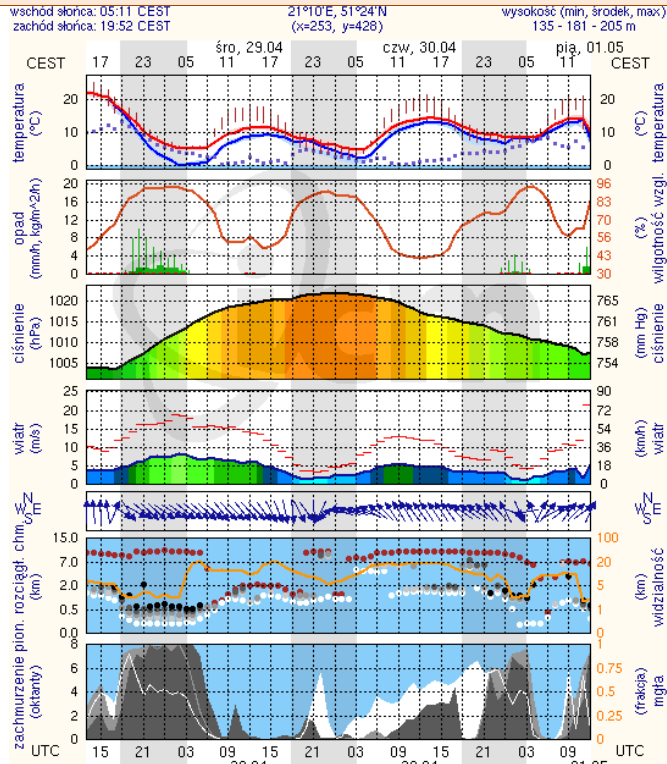 wschód słońca: 05:11 CEST 21°10'E, 51°24'N wysokość (min, środek, max)
zachód słońca: 19:52 CEST (x=253, y=428) 135 - 181 - 205 m
śro, 29.04 czw, 30.04 pią, 01.05
CEST 17 23 05 11 17 23 05 11 17 23 05 11 CEST
temperatura (°C)
20 10 0
20 10 0
temperatura (°C)
opad (mm/h, kg/m^2/h)
20 16 12 8 4 0
96 83 73 63 53 43 30
(%) wilgotność wzgl.
ciśnienie (hPa)
1020 1015 1010 1005
765 761 758 754
(mm Hg) ciśnienie
wiatr (m/s)
25 20 15 10 5 0
90 72 54 36 18 0
(km/h) wiatr
N W E S
N W E S
zachmurzenie pion. rozciągł. chm.
(oktanty) (km)
15.0 7.0 2.0 0.5 0.0
100 20 5 1 0
(km) widzialność
8 6 4 2 0
1 0.75 0.5 0.25 0
(frakcja) mgła
UTC 15 21 03 09 15 21 03 09 15 21 03 09 UTC